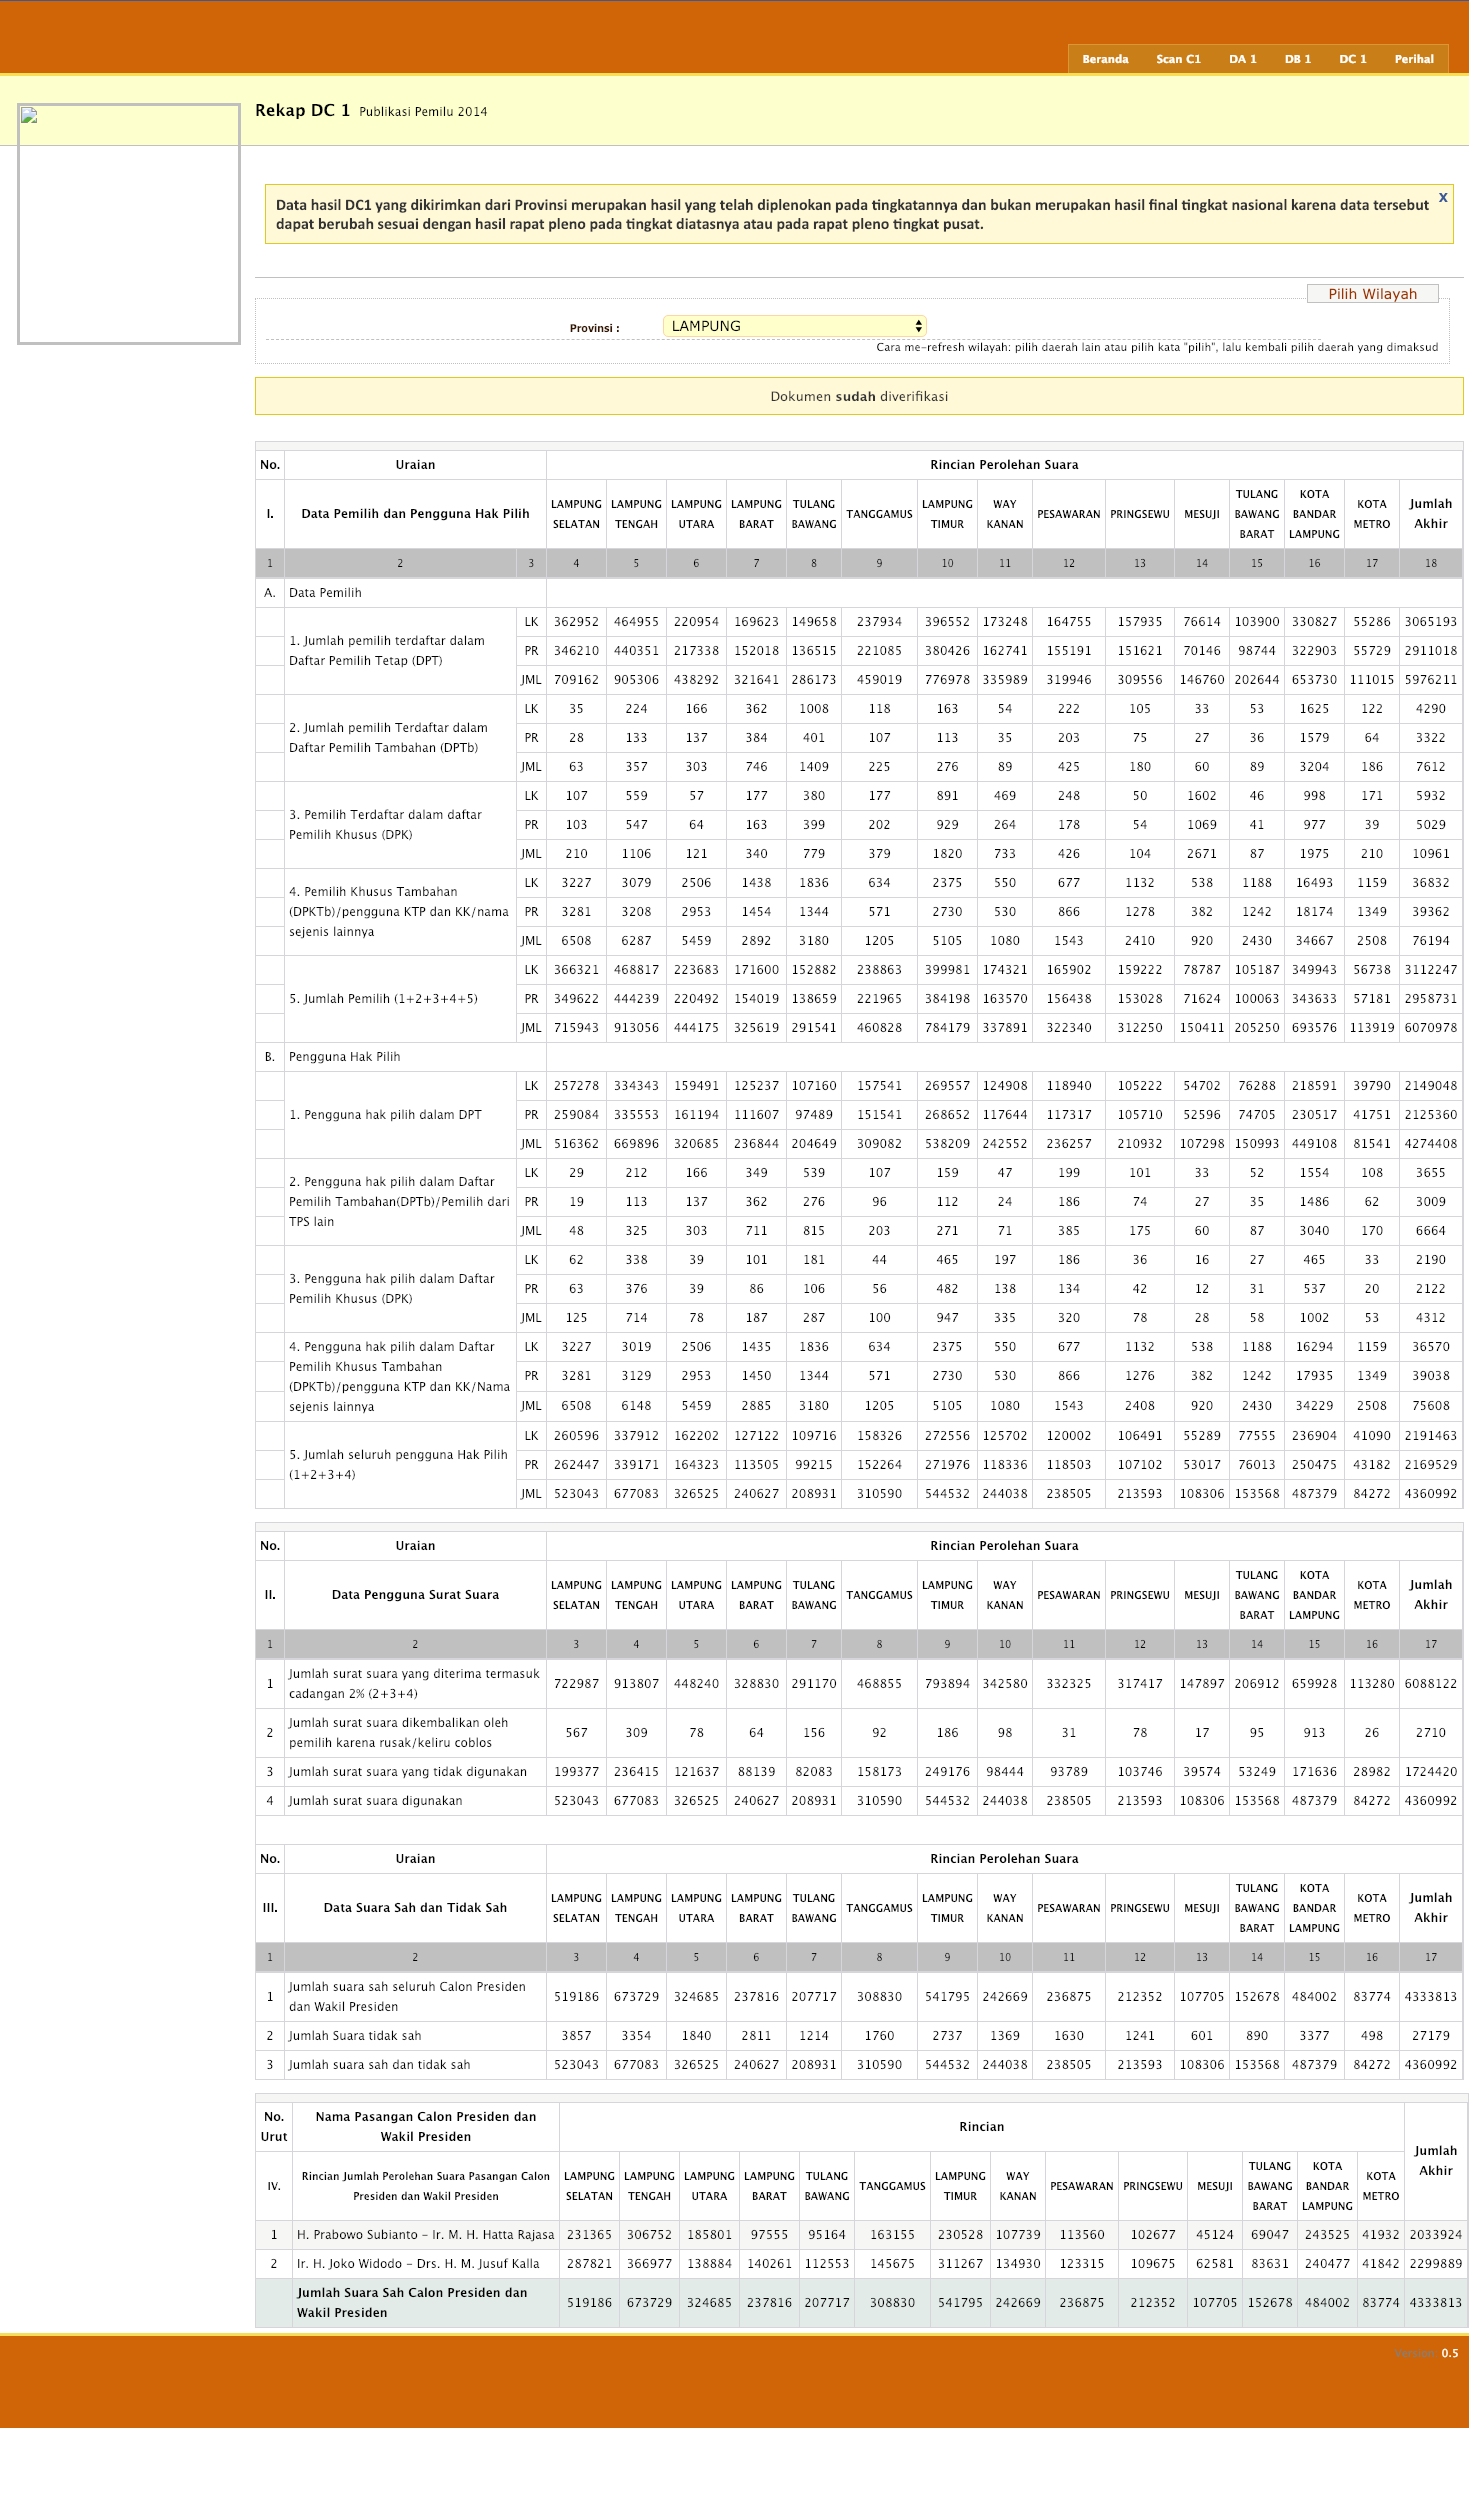 Beranda Scan C1 DA 1 DB 1 DC 1 Perihal
Rekap DC 1 Publikasi Pemilu 2014
Data hasil DC1 yang dikirimkan dari Provinsi merupakan hasil yang telah diplenokan pada tingkatannya dan bukan merupakan hasil final tingkat nasional karena data tersebut
dapat berubah sesuai dengan hasil rapat pleno pada tingkat diatasnya atau pada rapat pleno tingkat pusat.
x
Pilih Wilayah
Provinsi : LAMPUNG
Cara me-refresh wilayah: pilih daerah lain atau pilih kata "pilih", lalu kembali pilih daerah yang dimaksud
Dokumen sudah diverifikasi
No. Uraian Rincian Perolehan Suara
I. Data Pemilih dan Pengguna Hak Pilih LAMPUNG SELATAN LAMPUNG TENGAH LAMPUNG UTARA LAMPUNG BARAT TULANG BAWANG TANGGAMUS LAMPUNG TIMUR WAY KANAN PESAWARAN PRINGSEWU MESUJI TULANG BAWANG BARAT KOTA BANDAR LAMPUNG KOTA METRO Jumlah Akhir
1 2 3 4 5 6 7 8 9 10 11 12 13 14 15 16 17 18
A. Data Pemilih
1. Jumlah pemilih terdaftar dalam
Daftar Pemilih Tetap (DPT)
LK 362952 464955 220954 169623 149658 237934 396552 173248 164755 157935 76614 103900 330827 55286 3065193
PR 346210 440351 217338 152018 136515 221085 380426 162741 155191 151621 70146 98744 322903 55729 2911018
JML 709162 905306 438292 321641 286173 459019 776978 335989 319946 309556 146760 202644 653730 111015 5976211
2. Jumlah pemilih Terdaftar dalam
Daftar Pemilih Tambahan (DPTb)
LK 35 224 166 362 1008 118 163 54 222 105 33 53 1625 122 4290
PR 28 133 137 384 401 107 113 35 203 75 27 36 1579 64 3322
JML 63 357 303 746 1409 225 276 89 425 180 60 89 3204 186 7612
3. Pemilih Terdaftar dalam daftar
Pemilih Khusus (DPK)
LK 107 559 57 177 380 177 891 469 248 50 1602 46 998 171 5932
PR 103 547 64 163 399 202 929 264 178 54 1069 41 977 39 5029
JML 210 1106 121 340 779 379 1820 733 426 104 2671 87 1975 210 10961
4. Pemilih Khusus Tambahan
(DPKTb)/pengguna KTP dan KK/nama
sejenis lainnya
LK 3227 3079 2506 1438 1836 634 2375 550 677 1132 538 1188 16493 1159 36832
PR 3281 3208 2953 1454 1344 571 2730 530 866 1278 382 1242 18174 1349 39362
JML 6508 6287 5459 2892 3180 1205 5105 1080 1543 2410 920 2430 34667 2508 76194
5. Jumlah Pemilih (1+2+3+4+5)
LK 366321 468817 223683 171600 152882 238863 399981 174321 165902 159222 78787 105187 349943 56738 3112247
PR 349622 444239 220492 154019 138659 221965 384198 163570 156438 153028 71624 100063 343633 57181 2958731
JML 715943 913056 444175 325619 291541 460828 784179 337891 322340 312250 150411 205250 693576 113919 6070978
B. Pengguna Hak Pilih
1. Pengguna hak pilih dalam DPT
LK 257278 334343 159491 125237 107160 157541 269557 124908 118940 105222 54702 76288 218591 39790 2149048
PR 259084 335553 161194 111607 97489 151541 268652 117644 117317 105710 52596 74705 230517 41751 2125360
JML 516362 669896 320685 236844 204649 309082 538209 242552 236257 210932 107298 150993 449108 81541 4274408
2. Pengguna hak pilih dalam Daftar
Pemilih Tambahan(DPTb)/Pemilih dari
TPS lain
LK 29 212 166 349 539 107 159 47 199 101 33 52 1554 108 3655
PR 19 113 137 362 276 96 112 24 186 74 27 35 1486 62 3009
JML 48 325 303 711 815 203 271 71 385 175 60 87 3040 170 6664
3. Pengguna hak pilih dalam Daftar
Pemilih Khusus (DPK)
LK 62 338 39 101 181 44 465 197 186 36 16 27 465 33 2190
PR 63 376 39 86 106 56 482 138 134 42 12 31 537 20 2122
JML 125 714 78 187 287 100 947 335 320 78 28 58 1002 53 4312
4. Pengguna hak pilih dalam Daftar
Pemilih Khusus Tambahan
(DPKTb)/pengguna KTP dan KK/Nama
sejenis lainnya
LK 3227 3019 2506 1435 1836 634 2375 550 677 1132 538 1188 16294 1159 36570
PR 3281 3129 2953 1450 1344 571 2730 530 866 1276 382 1242 17935 1349 39038
JML 6508 6148 5459 2885 3180 1205 5105 1080 1543 2408 920 2430 34229 2508 75608
5. Jumlah seluruh pengguna Hak Pilih
(1+2+3+4)
LK 260596 337912 162202 127122 109716 158326 272556 125702 120002 106491 55289 77555 236904 41090 2191463
PR 262447 339171 164323 113505 99215 152264 271976 118336 118503 107102 53017 76013 250475 43182 2169529
JML 523043 677083 326525 240627 208931 310590 544532 244038 238505 213593 108306 153568 487379 84272 4360992
No. Uraian Rincian Perolehan Suara
II. Data Pengguna Surat Suara LAMPUNG SELATAN LAMPUNG TENGAH LAMPUNG UTARA LAMPUNG BARAT TULANG BAWANG TANGGAMUS LAMPUNG TIMUR WAY KANAN PESAWARAN PRINGSEWU MESUJI TULANG BAWANG BARAT KOTA BANDAR LAMPUNG KOTA METRO Jumlah Akhir
1 2 3 4 5 6 7 8 9 10 11 12 13 14 15 16 17
1 Jumlah surat suara yang diterima termasuk
cadangan 2% (2+3+4)
722987 913807 448240 328830 291170 468855 793894 342580 332325 317417 147897 206912 659928 113280 6088122
2 Jumlah surat suara dikembalikan oleh
pemilih karena rusak/keliru coblos
567 309 78 64 156 92 186 98 31 78 17 95 913 26 2710
3 Jumlah surat suara yang tidak digunakan 199377 236415 121637 88139 82083 158173 249176 98444 93789 103746 39574 53249 171636 28982 1724420
4 Jumlah surat suara digunakan 523043 677083 326525 240627 208931 310590 544532 244038 238505 213593 108306 153568 487379 84272 4360992
No. Uraian Rincian Perolehan Suara
III. Data Suara Sah dan Tidak Sah LAMPUNG SELATAN LAMPUNG TENGAH LAMPUNG UTARA LAMPUNG BARAT TULANG BAWANG TANGGAMUS LAMPUNG TIMUR WAY KANAN PESAWARAN PRINGSEWU MESUJI TULANG BAWANG BARAT KOTA BANDAR LAMPUNG KOTA METRO Jumlah Akhir
1 2 3 4 5 6 7 8 9 10 11 12 13 14 15 16 17
1 Jumlah suara sah seluruh Calon Presiden
dan Wakil Presiden
519186 673729 324685 237816 207717 308830 541795 242669 236875 212352 107705 152678 484002 83774 4333813
2 Jumlah Suara tidak sah 3857 3354 1840 2811 1214 1760 2737 1369 1630 1241 601 890 3377 498 27179
3 Jumlah suara sah dan tidak sah 523043 677083 326525 240627 208931 310590 544532 244038 238505 213593 108306 153568 487379 84272 4360992
No. Urut Nama Pasangan Calon Presiden dan Wakil Presiden Rincian Jumlah Akhir
IV. Rincian Jumlah Perolehan Suara Pasangan Calon Presiden dan Wakil Presiden LAMPUNG SELATAN LAMPUNG TENGAH LAMPUNG UTARA LAMPUNG BARAT TULANG BAWANG TANGGAMUS LAMPUNG TIMUR WAY KANAN PESAWARAN PRINGSEWU MESUJI TULANG BAWANG BARAT KOTA BANDAR LAMPUNG KOTA METRO
1 H. Prabowo Subianto - Ir. M. H. Hatta Rajasa 231365 306752 185801 97555 95164 163155 230528 107739 113560 102677 45124 69047 243525 41932 2033924
2 Ir. H. Joko Widodo - Drs. H. M. Jusuf Kalla 287821 366977 138884 140261 112553 145675 311267 134930 123315 109675 62581 83631 240477 41842 2299889
Jumlah Suara Sah Calon Presiden dan
Wakil Presiden
519186 673729 324685 237816 207717 308830 541795 242669 236875 212352 107705 152678 484002 83774 4333813
0.5